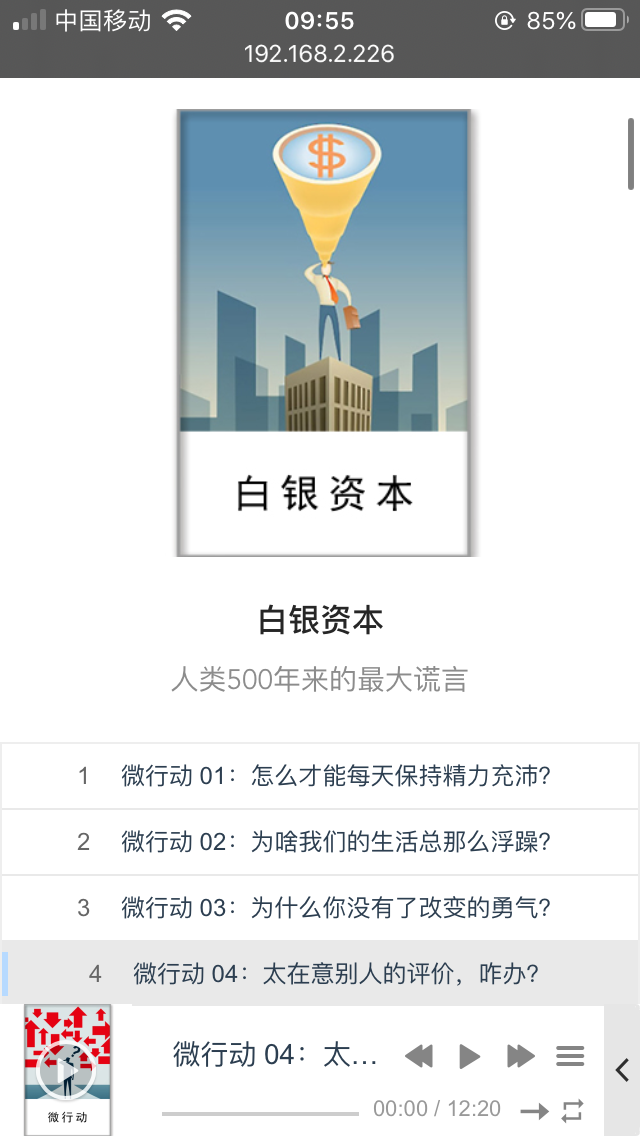 中国移动 09:55 85%
192.168.2.226
$
白银资本
白银资本
人类500年来的最大谎言
1 微行动 01：怎么才能每天保持精力充沛?
2 微行动 02：为啥我们的生活总那么浮躁?
3 微行动 03：为什么你没有了改变的勇气?
4 微行动 04：太在意别人的评价，咋办?
微行动 04：太...
?
微行动
00:00 / 12:20